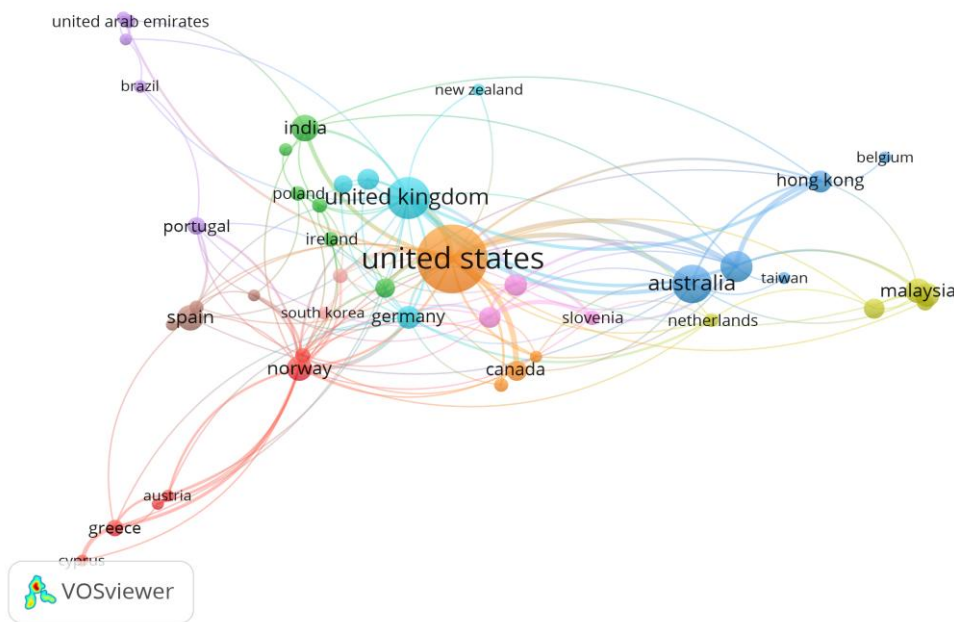 united arab emirates
brazil
new zealand
india
belgium
hong kong
poland
united kingdom
portugal
ireland
united states
australia
taiwan
malaysia
spain
south korea
germany
slovenia
netherlands
norway
canada
austria
greece
cyprus
VOSviewer